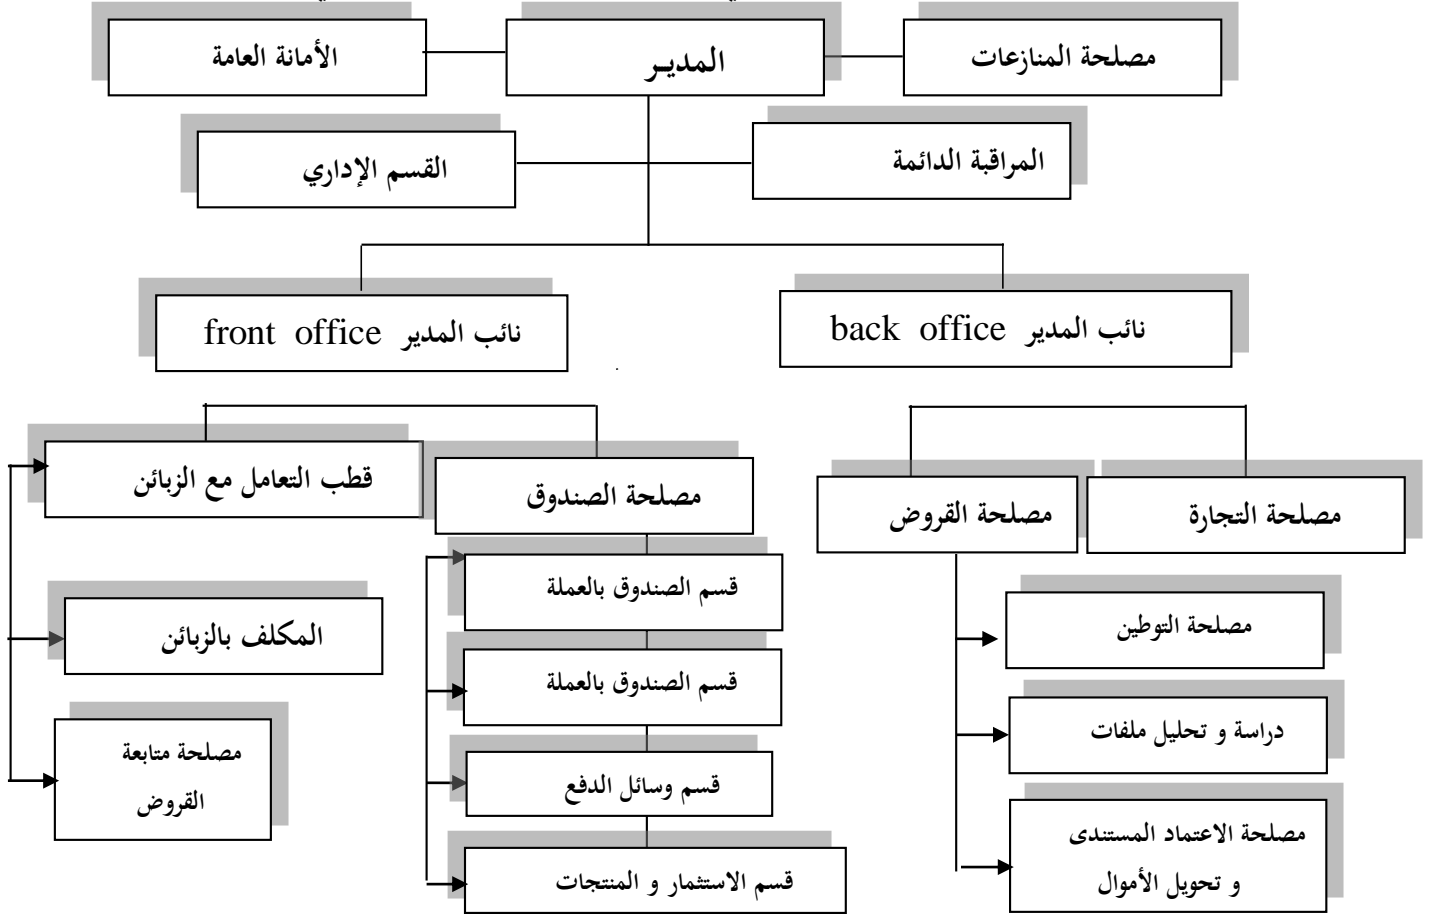 مصلحة المنازعات
المديـر
الأمانة العامة
المراقبة الدائمة
القسم الإداري
نائب المدير back office
نائب المدير front office
مصلحة التجارة
مصلحة القروض
مصلحة الصندوق
قطب التعامل مع الزبائن
مصلحة التوطين
دراسة و تحليل ملفات
مصلحة الاعتماد المستندى
و تحويل الأموال
قسم الصندوق بالعملة
قسم الصندوق بالعملة
قسم وسائل الدفع
قسم الاستثمار و المنتجات
المكلف بالزبائن
مصلحة متابعة
القروض